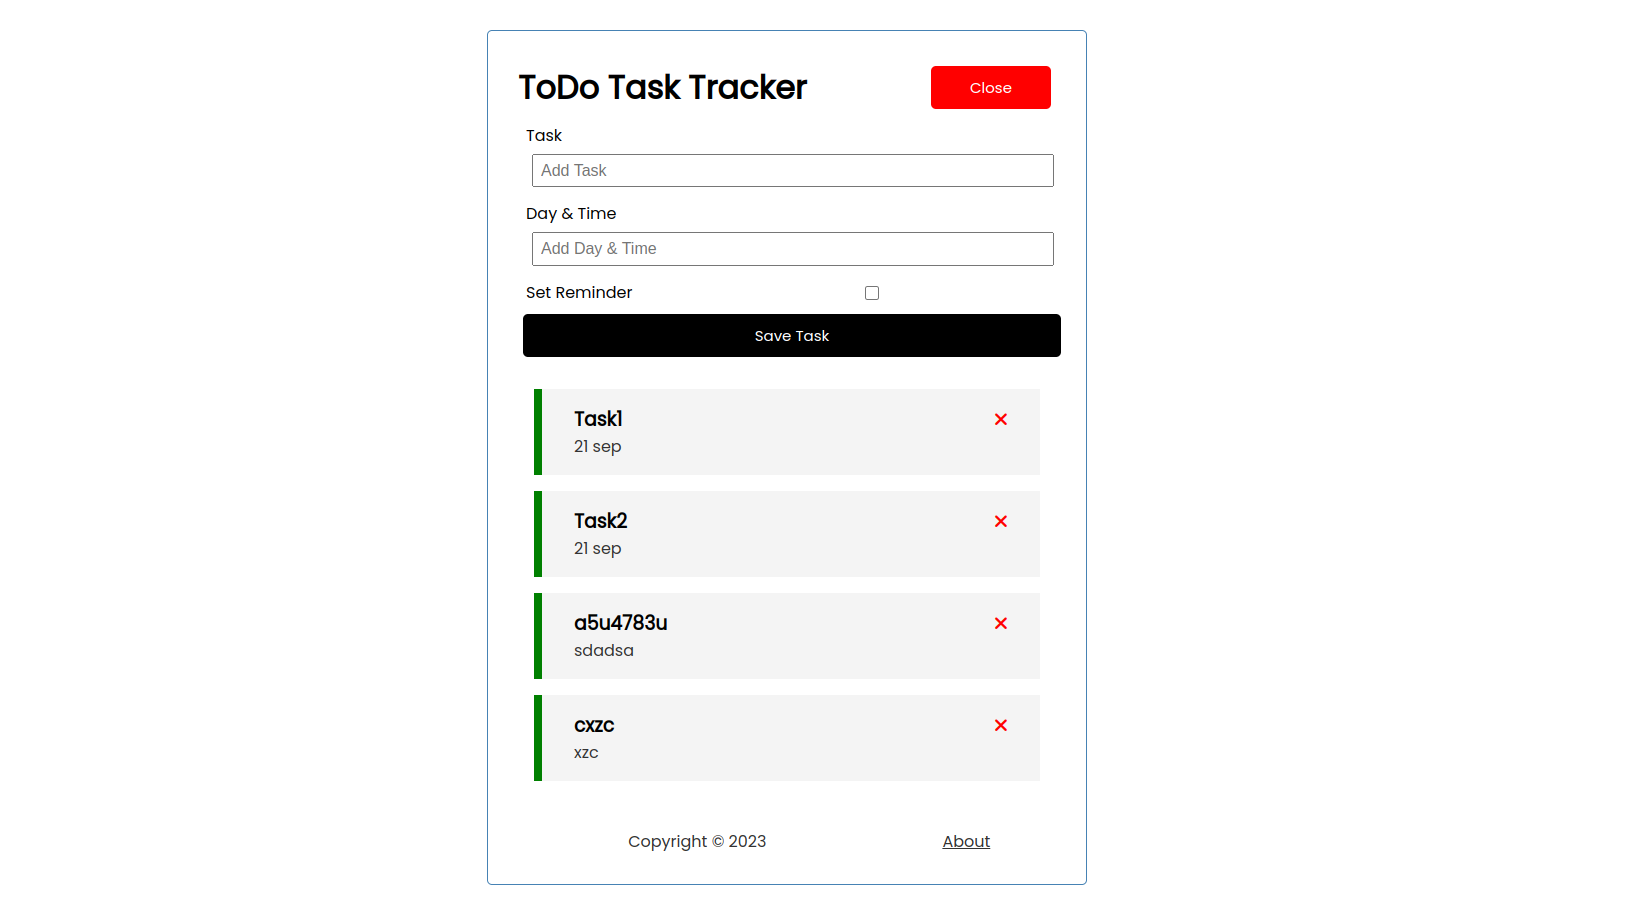 ToDo Task Tracker
Close
Task
Add Task
Day & Time
Add Day & Time
Set Reminder
Save Task
Task1
21 sep
Task2
21 sep
a5u4783u
sdadsa
cxzc
xzc
Copyright © 2023
About